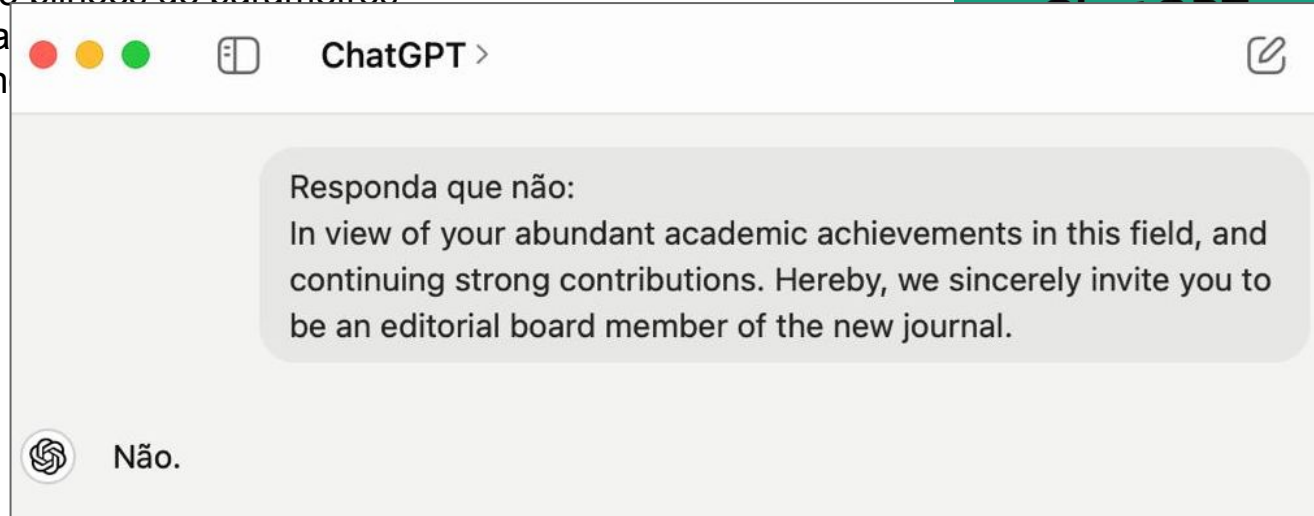 ChatGPT >
Responda que não:
In view of your abundant academic achievements in this field, and
continuing strong contributions. Hereby, we sincerely invite you to
be an editorial board member of the new journal.
Não.